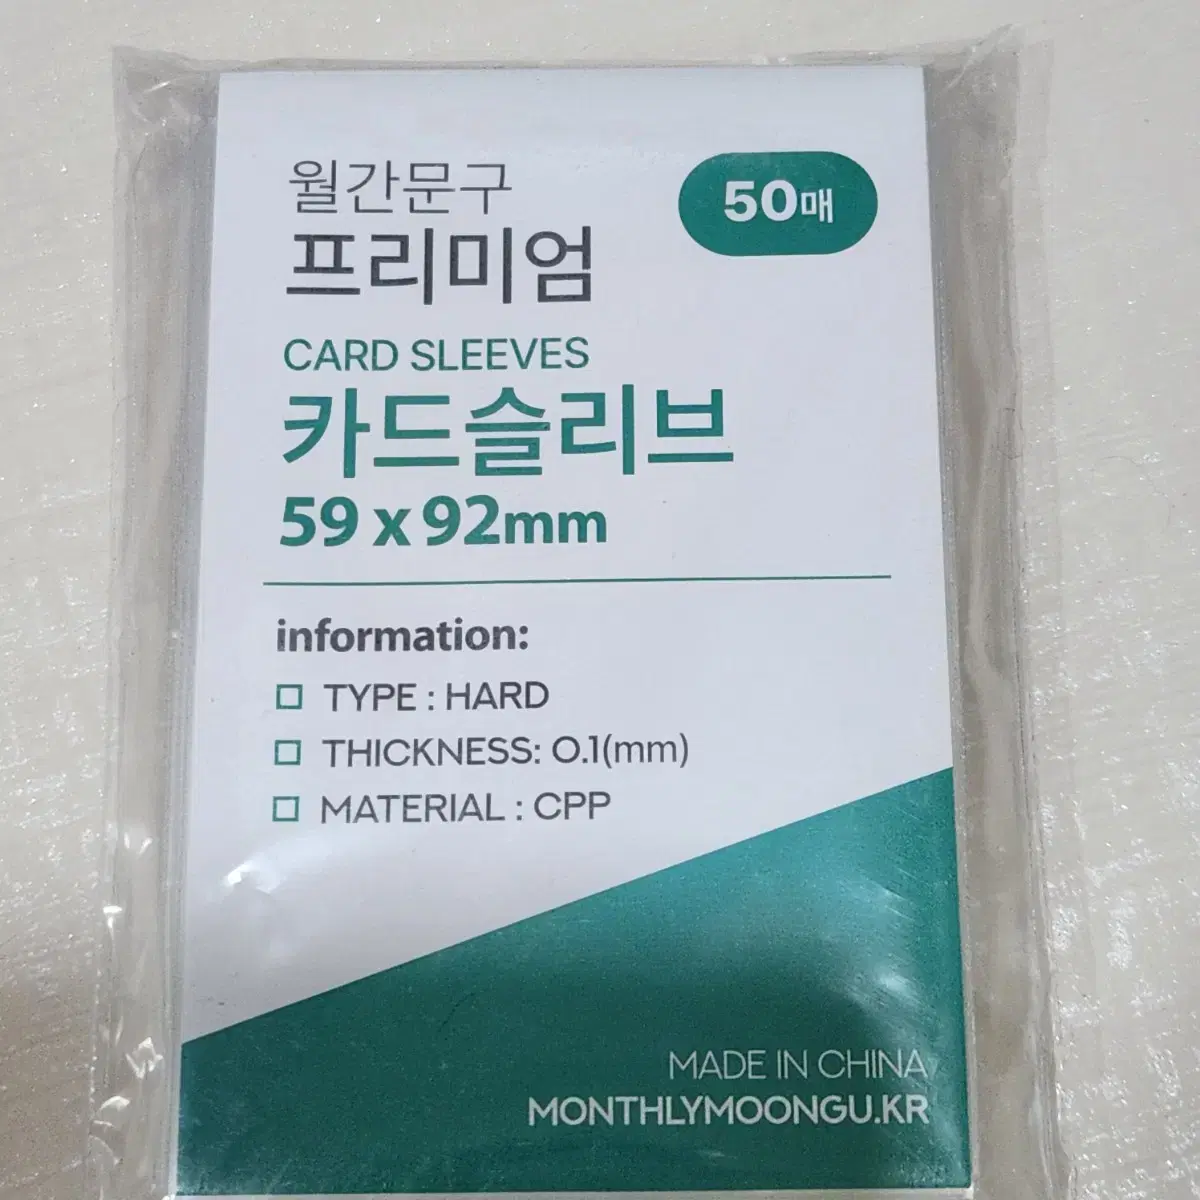 월간문구
50매
프리미엄
CARD SLEEVES
카드슬리브
59 x 92mm
information:
TYPE : HARD
THICKNESS: 0.1(mm)
MATERIAL : CPP
MADE IN CHINA
MONTHLYMOONGU.KR